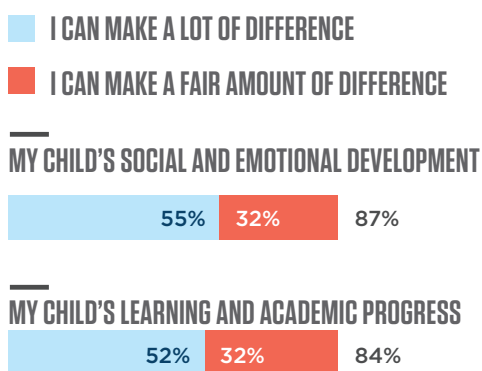 I CAN MAKE A LOT OF DIFFERENCE
I CAN MAKE A FAIR AMOUNT OF DIFFERENCE
MY CHILD'S SOCIAL AND EMOTIONAL DEVELOPMENT
55% 32% 87%
MY CHILD'S LEARNING AND ACADEMIC PROGRESS
52% 32% 84%